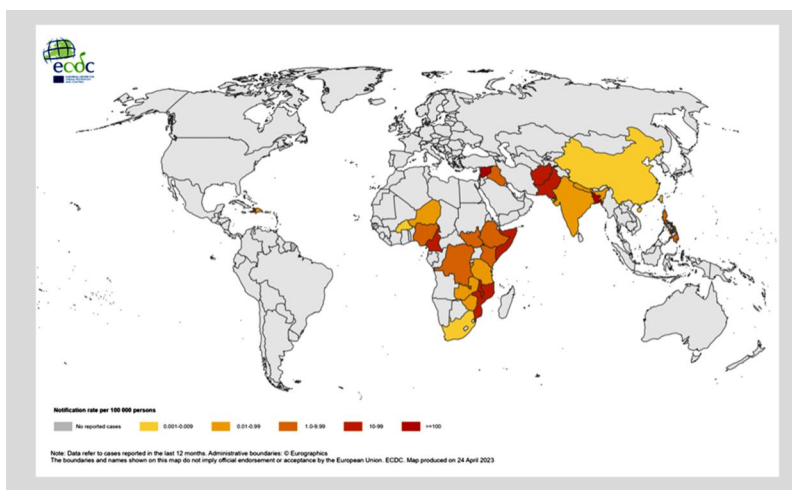 ecdc
Notification rate per 100 000 persons
No reported cases
0.001-0.009
0.01-0.99
1.0-9.99
10-99
>=100
Note: Data refer to cases reported in the last 12 months. Administrative boundaries: © Eurographics
The boundaries and names shown on this map do not imply official endorsement or acceptance by the European Union. ECDC. Map produced on 24 April 2023